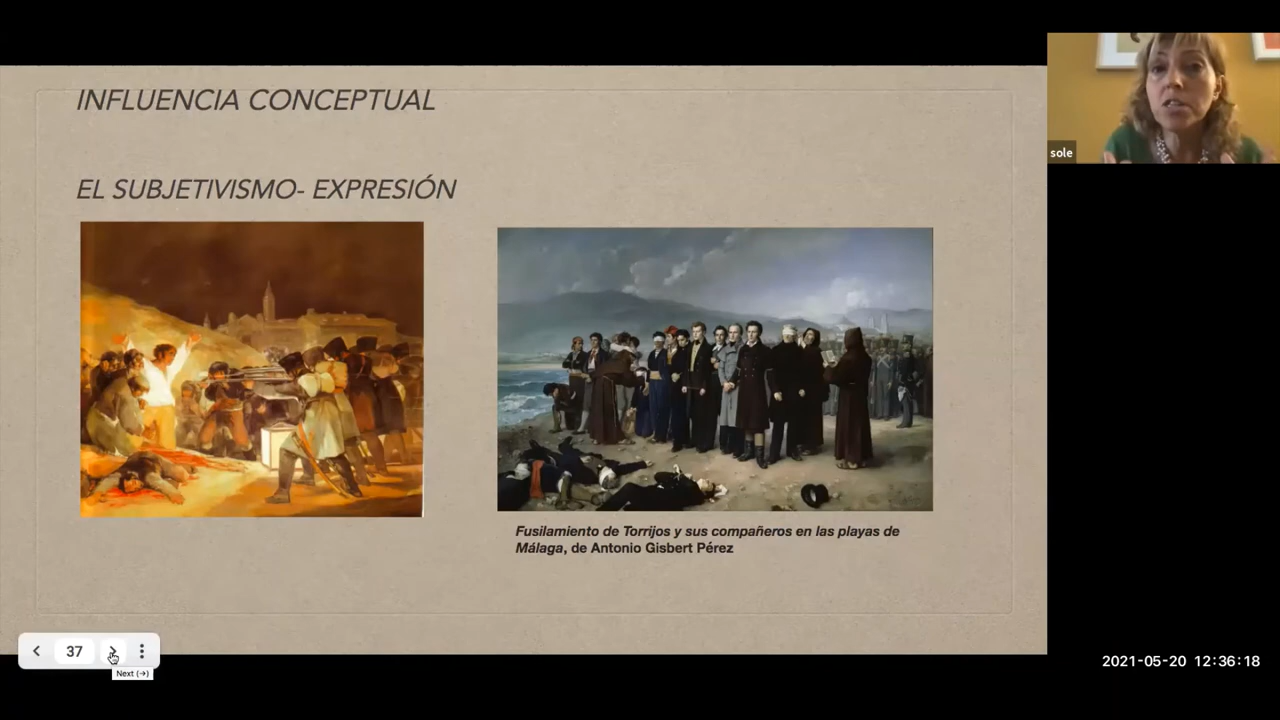 INFLUENCIA CONCEPTUAL
EL SUBJETIVISMO- EXPRESIÓN
Fusilamiento de Torrijos y sus compañeros en las playas de
Málaga, de Antonio Gisbert Pérez
sole
37
Next (→)
2021-05-20 12:36:18